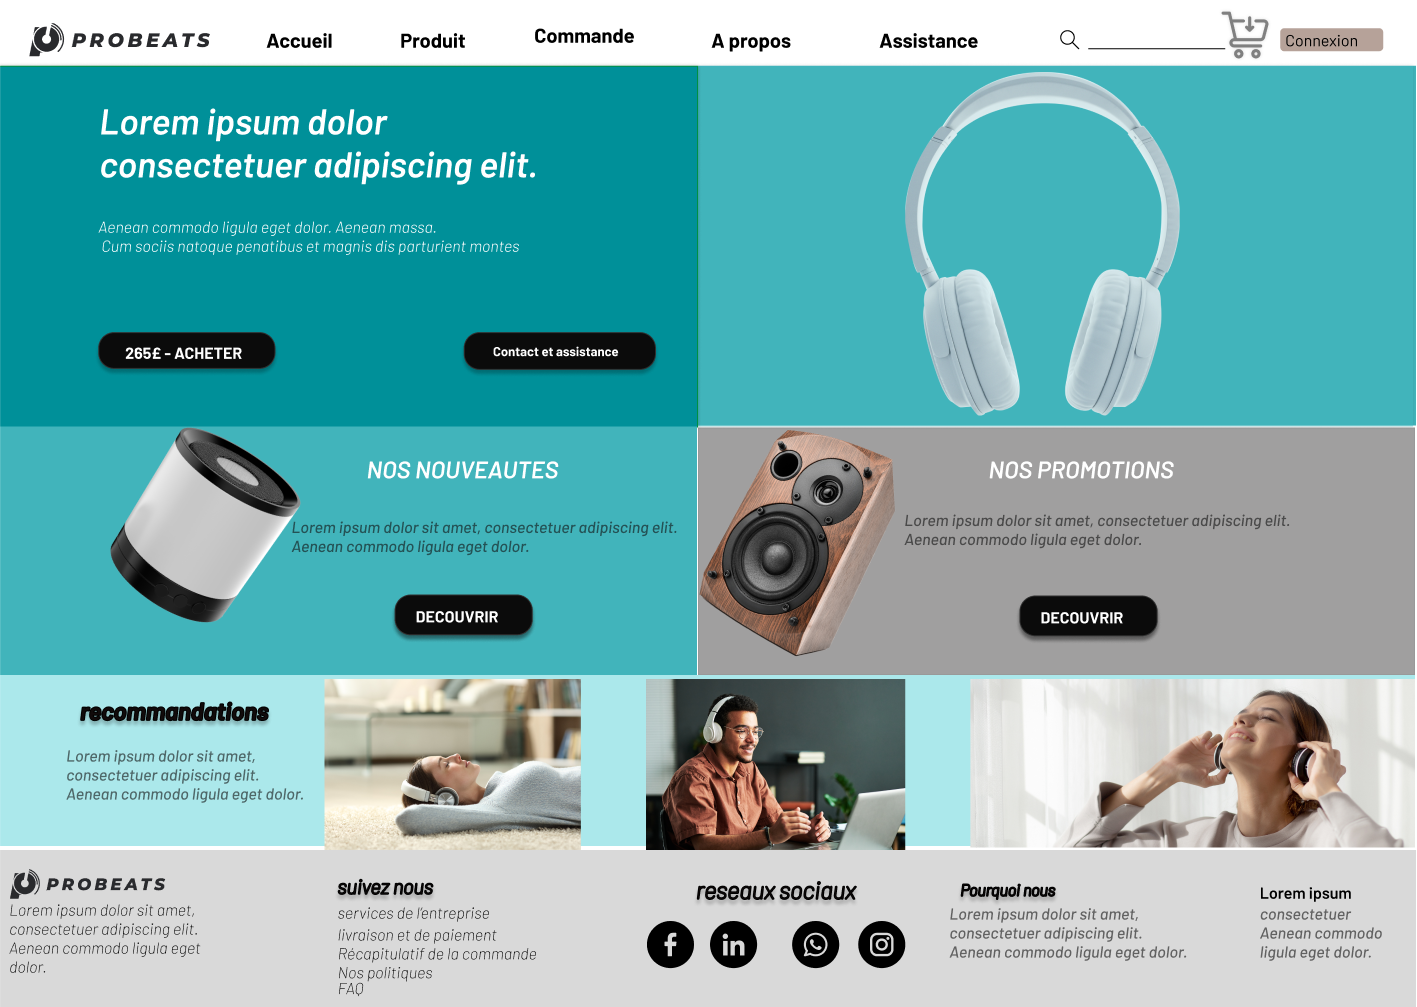 PROBEATS
Accueil
Produit
Commande
A propos
Assistance
Connexion
Lorem ipsum dolor
consectetuer adipiscing elit.
Aenean commodo ligula eget dolor. Aenean massa.
Cum sociis natoque penatibus et magnis dis parturient montes
265£ - ACHETER
Contact et assistance
NOS NOUVEAUTES
Lorem ipsum dolor sit amet, consectetuer adipiscing elit.
Aenean commodo ligula eget dolor.
DECOUVRIR
NOS PROMOTIONS
Lorem ipsum dolor sit amet, consectetuer adipiscing elit.
Aenean commodo ligula eget dolor.
DECOUVRIR
recommandations
Lorem ipsum dolor sit amet,
consectetuer adipiscing elit.
Aenean commodo ligula eget dolor.
PROBEATS
Lorem ipsum dolor sit amet,
consectetuer adipiscing elit.
Aenean commodo ligula eget
dolor.
suivez nous
services de l'entreprise
livraison et de paiement
Récapitulatif de la commande
Nos politiques
FAQ
reseaux sociaux
f
in
Pourquoi nous
Lorem ipsum dolor sit amet,
consectetuer adipiscing elit.
Aenean commodo ligula eget dolor.
Lorem ipsum
consectetuer
Aenean commodo
ligula eget dolor.